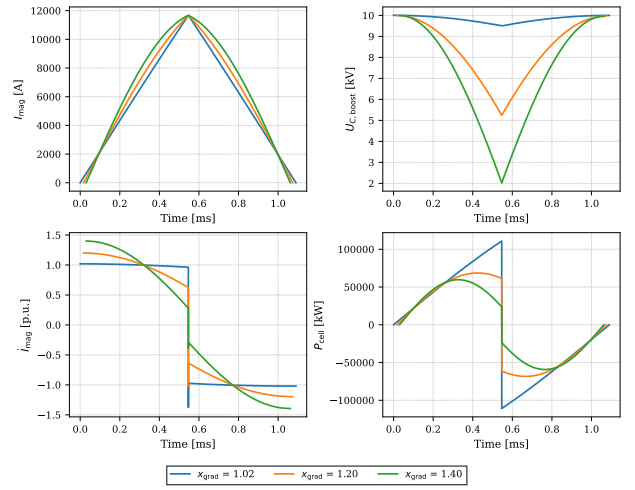 12000
10000
8000
6000
4000
2000
0
I_mag [A]
0.0 0.2 0.4 0.6 0.8 1.0
Time [ms]
10
9
8
7
6
5
4
3
2
U_C,boost [kV]
0.0 0.2 0.4 0.6 0.8 1.0
Time [ms]
1.5
1.0
0.5
0.0
−0.5
−1.0
−1.5
i̇_mag [p.u.]
0.0 0.2 0.4 0.6 0.8 1.0
Time [ms]
100000
50000
0
−50000
−100000
P_cell [kW]
0.0 0.2 0.4 0.6 0.8 1.0
Time [ms]
x_grad = 1.02 x_grad = 1.20 x_grad = 1.40